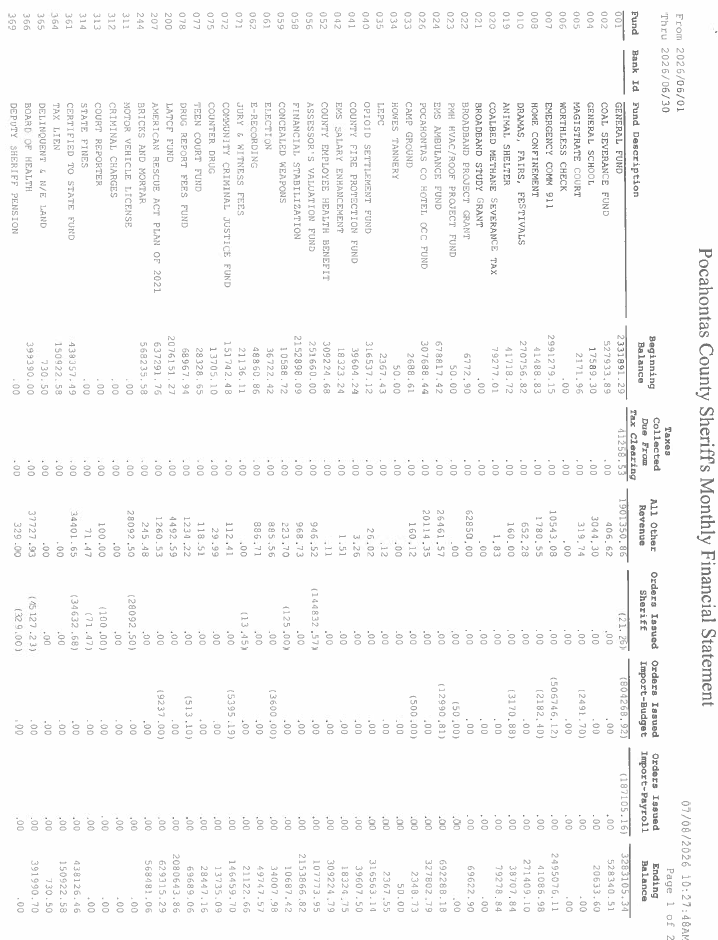 Pocahontas County Sheriff's Monthly Financial Statement
07/08/2026 10:27:48AM
Page 1 of 2
From 2026/06/01
Thru 2026/06/30
Taxes
Collected All Other Orders Issued Orders Issued Orders Issued Ending
Beginning Due From Revenue Sheriff Import-Budget Import-Payroll Balance
Fund Bank Id Fund Description Balance Tax Clearing
001 GENERAL FUND 2331891.29 41258.53 1901350.86 (21.26) (804268.92) (187105.16) 3283105.34
002 COAL SEVERANCE FUND 527933.89 .00 406.62 .00 .00 .00 528340.51
004 GENERAL SCHOOL 17589.30 .00 3044.30 .00 .00 .00 20633.60
005 MAGISTRATE COURT 2171.96 .00 319.74 .00 (2491.70) .00 .00
006 WORTHLESS CHECK .00 .00 .00 .00 .00 .00 .00
007 EMERGENCY COMM 911 2991279.15 .00 10543.08 .00 (506746.12) .00 2495076.11
008 HOME CONFINEMENT 41488.83 .00 1780.55 .00 (2182.40) .00 41086.98
010 DRAMAS, FAIRS, FESTIVALS 270756.82 .00 652.28 .00 .00 .00 271409.10
019 ANIMAL SHELTER 41718.72 .00 160.00 .00 (3170.88) .00 38707.84
020 COALBED METHANE SEVERANCE TAX 79277.01 .00 1.83 .00 .00 .00 79278.84
021 BROADBAND STUDY GRANT .00 .00 .00 .00 .00 .00 .00
022 BROADBAND PROJECT GRANT 6772.90 .00 62850.00 .00 .00 .00 69622.90
023 PMH HVAC/ROOF PROJECT FUND 50.00 .00 .00 .00 (50.00) .00 .00
024 EMS AMBULANCE FUND 678817.42 .00 26461.57 .00 (12990.81) .00 692288.18
026 POCAHONTAS CO HOTEL OCC FUND 307688.44 .00 20114.35 .00 .00 .00 327802.79
033 CAMP GROUND 2688.61 .00 160.12 .00 (500.00) .00 2348.73
034 HOMES TANNERY 50.00 .00 .00 .00 .00 .00 50.00
035 LEPC 2367.43 .00 .12 .00 .00 .00 2367.55
040 OPIOID SETTLEMENT FUND 316537.12 .00 26.02 .00 .00 .00 316563.14
041 COUNTY FIRE PROTECTION FUND 39604.24 .00 3.26 .00 .00 .00 39607.50
042 EMS SALARY ENHANCEMENT 18323.24 .00 1.51 .00 .00 .00 18324.75
052 COUNTY EMPLOYEE HEALTH BENEFIT 309224.68 .00 .11 .00 .00 .00 309224.79
056 ASSESSOR'S VALUATION FUND 251660.00 .00 946.52 (144832.57) .00 .00 107773.95
058 FINANCIAL STABILIZATION 2152898.09 .00 968.73 .00 .00 .00 2153866.82
059 CONCEALED WEAPONS 10588.72 .00 223.70 (125.00) .00 .00 10687.42
061 ELECTION 36722.42 .00 885.56 .00 (3600.00) .00 34007.98
062 E-RECORDING 48860.86 .00 886.71 .00 .00 .00 49747.57
071 JURY & WITNESS FEES 21136.11 .00 .00 (13.45) .00 .00 21122.66
072 COMMUNITY CRIMINAL JUSTICE FUND 151742.48 .00 112.41 .00 (5395.19) .00 146459.70
075 COUNTER DRUG 13705.10 .00 29.99 .00 .00 .00 13735.09
077 TEEN COURT FUND 28328.65 .00 118.51 .00 .00 .00 28447.16
078 DRUG REPORT FEES FUND 68967.94 .00 1234.22 .00 (513.10) .00 69689.06
200 LATCF FUND 2076151.27 .00 4492.59 .00 .00 .00 2080643.86
207 AMERICAN RESCUE ACT PLAN OF 2021 637291.76 .00 1260.53 .00 (9237.00) .00 629315.29
244 BRICKS AND MORTAR 568235.58 .00 245.48 .00 .00 .00 568481.06
311 MOTOR VEHICLE LICENSE .00 .00 28092.50 (28092.50) .00 .00 .00
312 CRIMINAL CHARGES .00 .00 .00 .00 .00 .00 .00
313 COURT REPORTER .00 .00 100.00 (100.00) .00 .00 .00
314 STATE FINES .00 .00 71.47 (71.47) .00 .00 .00
361 CERTIFIED TO STATE FUND 438357.49 .00 34401.65 (34632.68) .00 .00 438126.46
364 TAX LIEN 150922.58 .00 .00 .00 .00 .00 150922.58
365 DELINQUENT & N/E LAND 730.50 .00 .00 .00 .00 .00 730.50
366 BOARD OF HEALTH 399390.00 .00 37727.93 (45127.23) .00 .00 391990.70
369 DEPUTY SHERIFF PENSION .00 .00 329.00 (329.00) .00 .00 .00